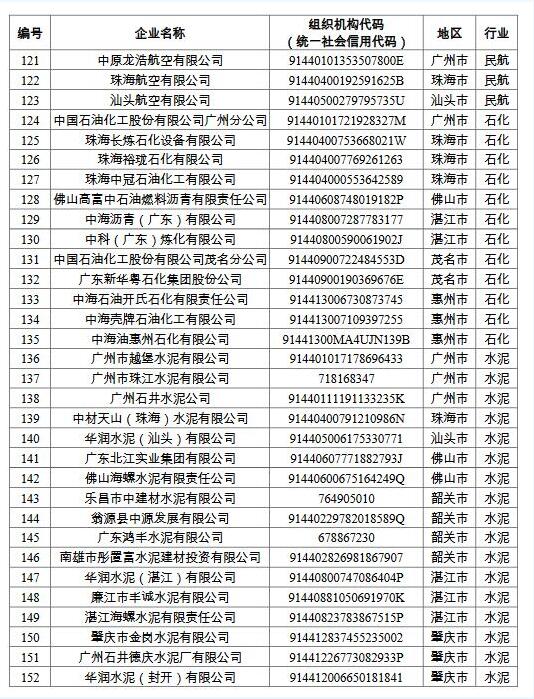 编号 企业名称 组织机构代码 地区 行业
（统一社会信用代码）
121 中原龙浩航空有限公司 91440101353507800E 广州市 民航
122 珠海航空有限公司 91440400192591625B 珠海市 民航
123 汕头航空有限公司 91440500279795735U 汕头市 民航
124 中国石油化工股份有限公司广州分公司 91440101721928327M 广州市 石化
125 珠海长炼石化设备有限公司 91440400753668021W 珠海市 石化
126 珠海裕珑石化有限公司 914404007769261263 珠海市 石化
127 珠海中冠石油化工有限公司 914404000553642589 珠海市 石化
128 佛山高富中石油燃料沥青有限责任公司 91440608748019182P 佛山市 石化
129 中海沥青（广东）有限公司 914408007287783177 湛江市 石化
130 中科（广东）炼化有限公司 91440800590061902J 湛江市 石化
131 中国石油化工股份有限公司茂名分公司 91440900722484553D 茂名市 石化
132 广东新华粤石化集团股份公司 91440900190369676E 茂名市 石化
133 中海石油开氏石化有限责任公司 914413006730873745 惠州市 石化
134 中海壳牌石油化工有限公司 914413007109397255 惠州市 石化
135 中海油惠州石化有限公司 91441300MA4UJN139B 惠州市 石化
136 广州市越堡水泥有限公司 914401017178696433 广州市 水泥
137 广州市珠江水泥有限公司 718168347 广州市 水泥
138 广州石井水泥公司 91440111191133235K 广州市 水泥
139 中材天山（珠海）水泥有限公司 91440400791210986N 珠海市 水泥
140 华润水泥（汕头）有限公司 914405006175330771 汕头市 水泥
141 广东北江实业集团有限公司 91440607771882793J 佛山市 水泥
142 佛山海螺水泥有限责任公司 91440600675164249Q 佛山市 水泥
143 乐昌市中建材水泥有限公司 764905010 韶关市 水泥
144 翁源县中源发展有限公司 91440229782018589Q 韶关市 水泥
145 广东鸿丰水泥有限公司 678867230 韶关市 水泥
146 南雄市彤置富水泥建材投资有限公司 914402826981867907 韶关市 水泥
147 华润水泥（湛江）有限公司 91440800747086404P 湛江市 水泥
148 廉江市丰诚水泥有限公司 91440881050691970K 湛江市 水泥
149 湛江海螺水泥有限责任公司 91440823783867515P 湛江市 水泥
150 肇庆市金岗水泥有限公司 914412837455235002 肇庆市 水泥
151 广州石井德庆水泥厂有限公司 91441226773082933P 肇庆市 水泥
152 华润水泥（封开）有限公司 914412006650181841 肇庆市 水泥